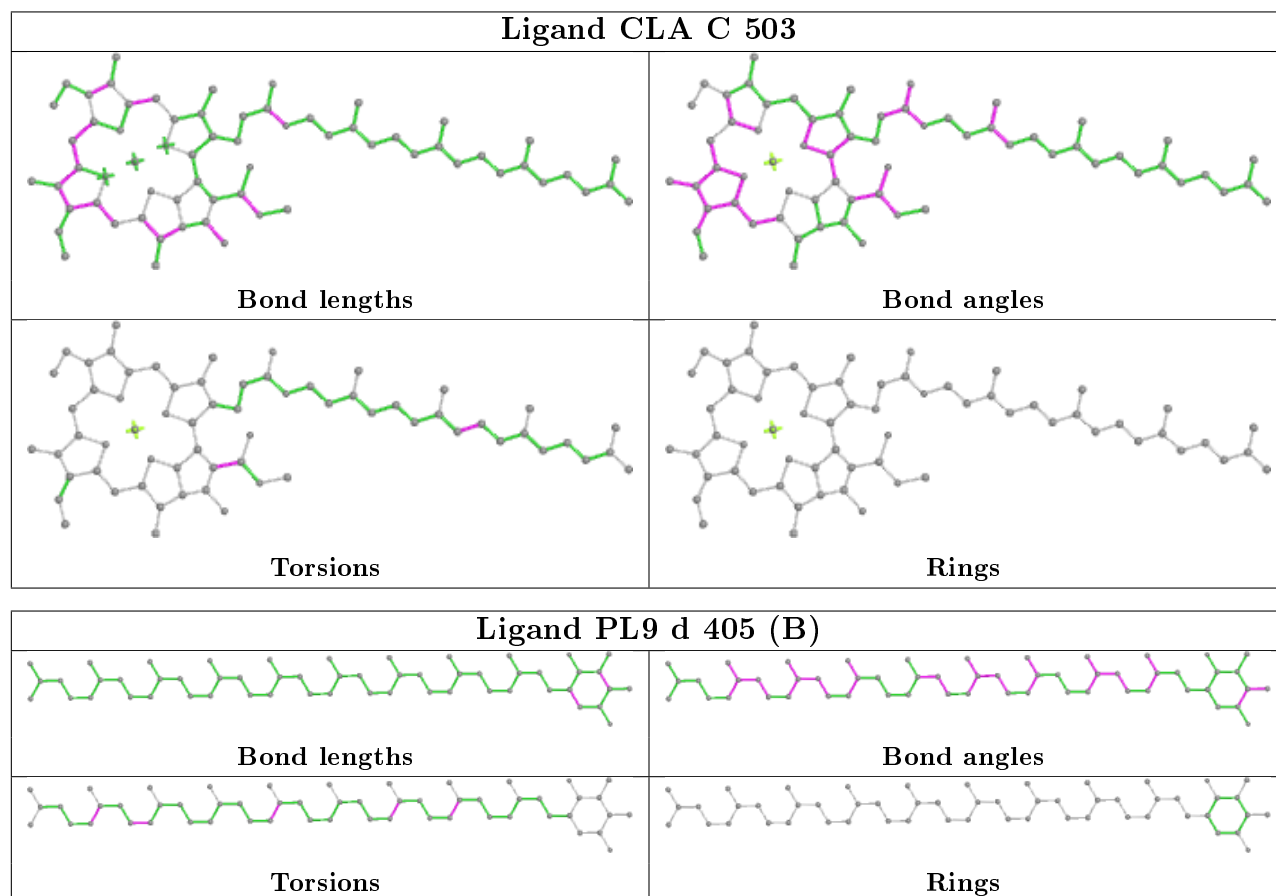 Ligand CLA C 503
Bond lengths
Bond angles
Torsions
Rings
Ligand PL9 d 405 (B)
Bond lengths
Bond angles
Torsions
Rings